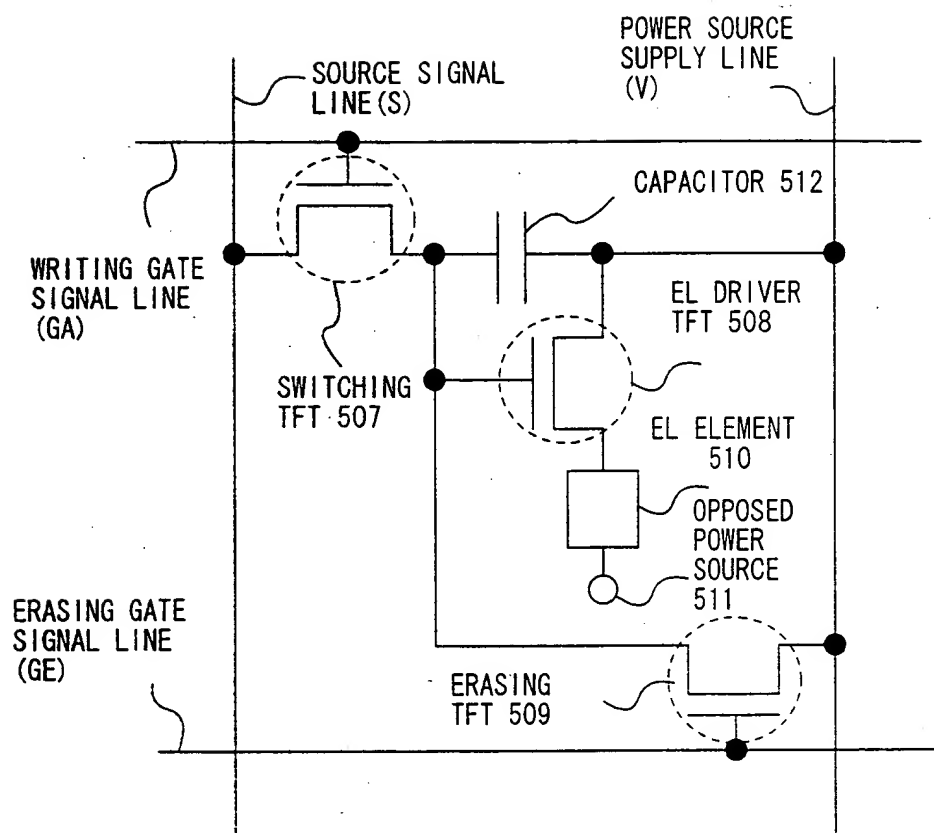 POWER SOURCE
SUPPLY LINE
(V)
SOURCE SIGNAL
LINE(S)
CAPACITOR 512
WRITING GATE
SIGNAL LINE
(GA)
EL DRIVER
TFT 508
SWITCHING
TFT 507
EL ELEMENT
510
OPPOSED
POWER
SOURCE
511
ERASING GATE
SIGNAL LINE
(GE)
ERASING
TFT 509